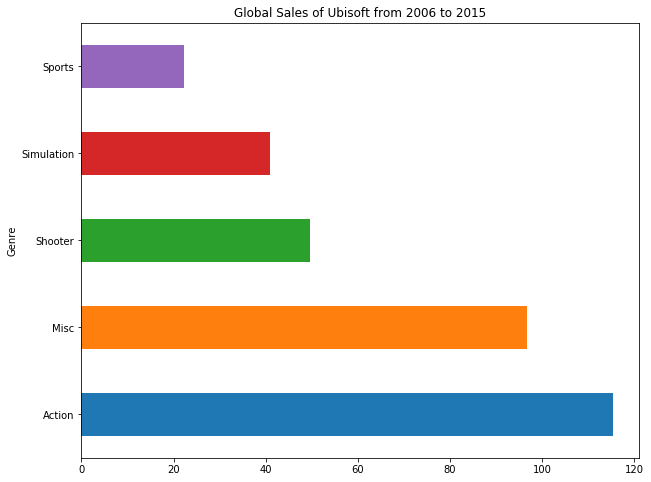 Global Sales of Ubisoft from 2006 to 2015
Sports
Simulation
Shooter
Misc
Action
Genre
0 20 40 60 80 100 120